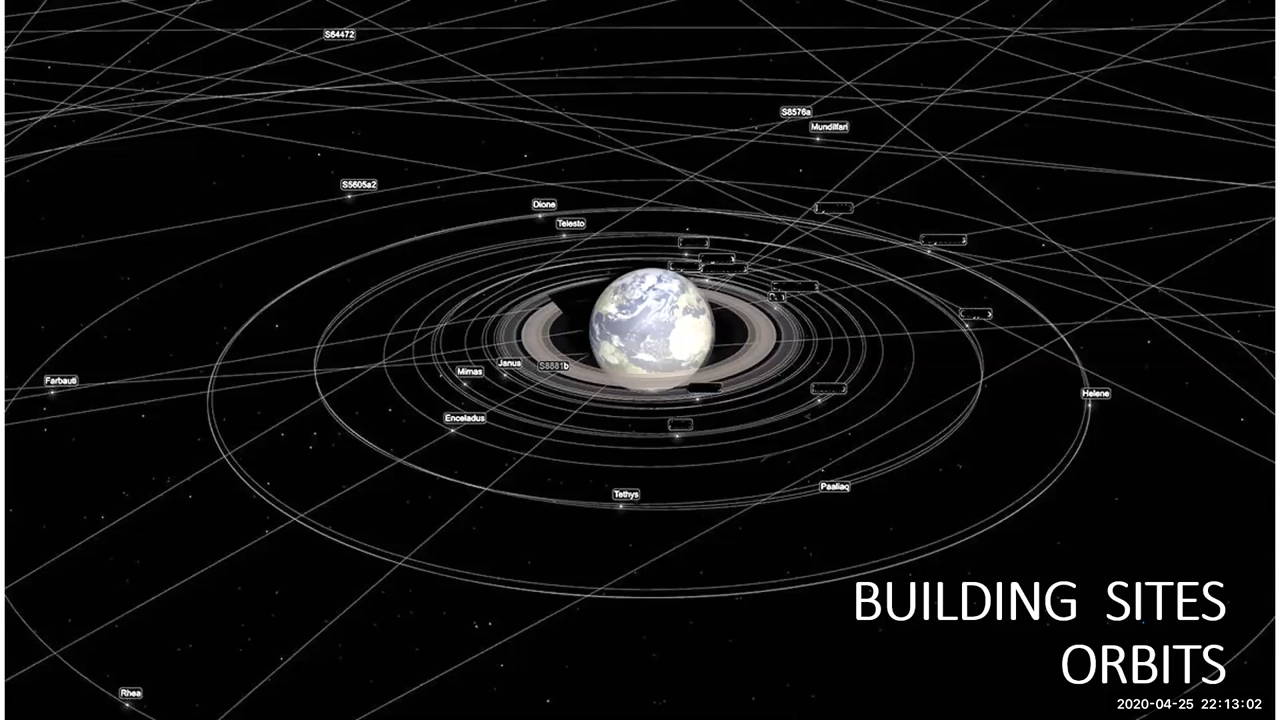 S64472
S8576a
Mundilfari
S5605a2
Dione
Telesto
Janus
S8881b
Mimas
Farbauti
Helene
Enceladus
Paaliaq
Tethys
BUILDING SITES
ORBITS
Rhea
2020-04-25 22:13:02